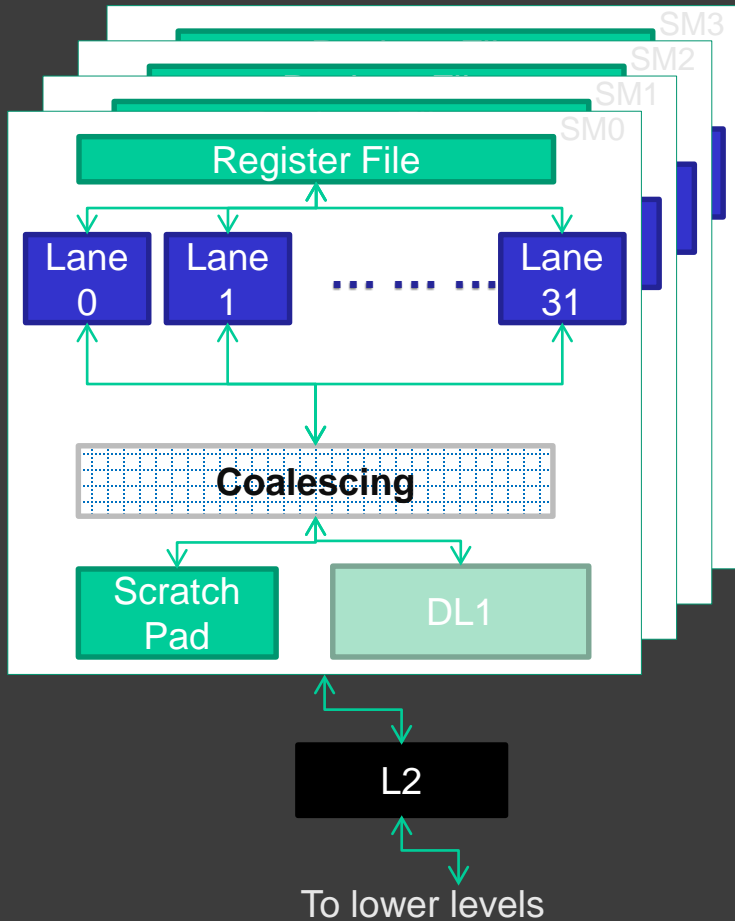 SM3
SM2
SM1
SM0
Register File
Lane
0
Lane
1
... ... ...
Lane
31
Coalescing
Scratch
Pad
DL1
L2
To lower levels